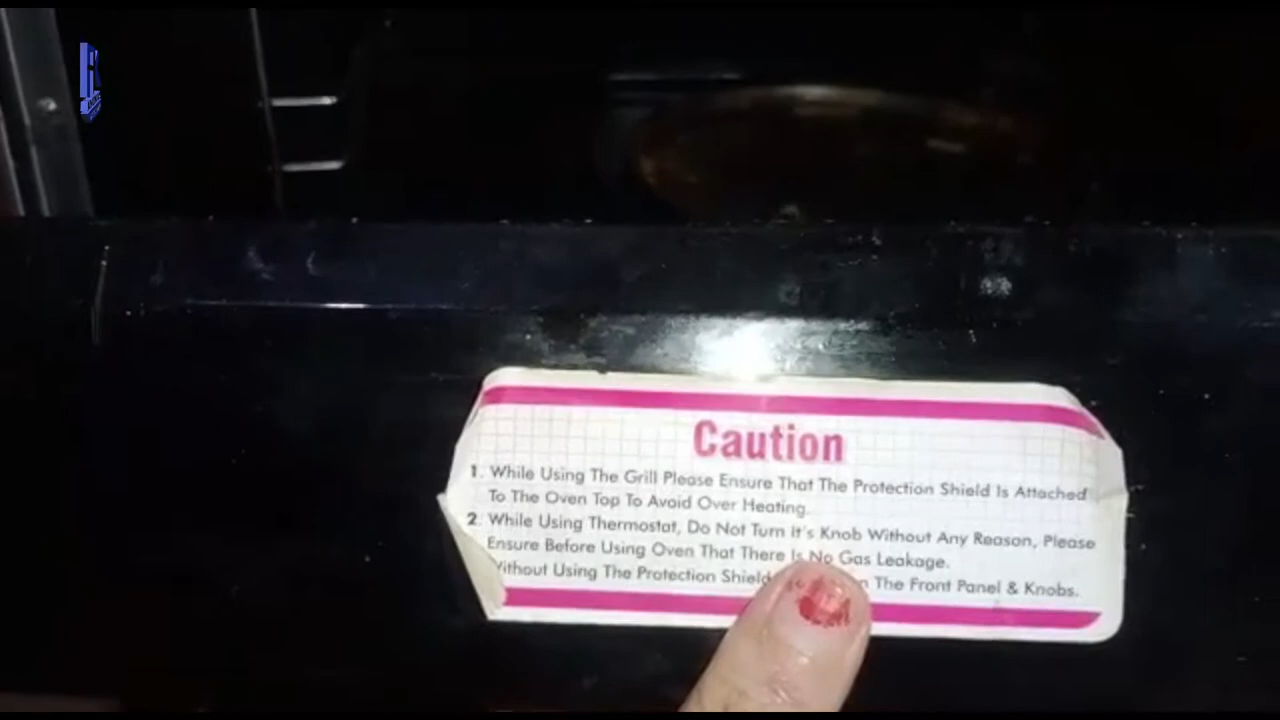 Caution
1. While Using The Grill Please Ensure That The Protection Shield Is Attached
To The Oven Top To Avoid Over Heating.
2. While Using Thermostat, Do Not Turn It's Knob Without Any Reason, Please
Ensure Before Using Oven That There Is No Gas Leakage.
Without Using The Protection Shield The Front Panel & Knobs.